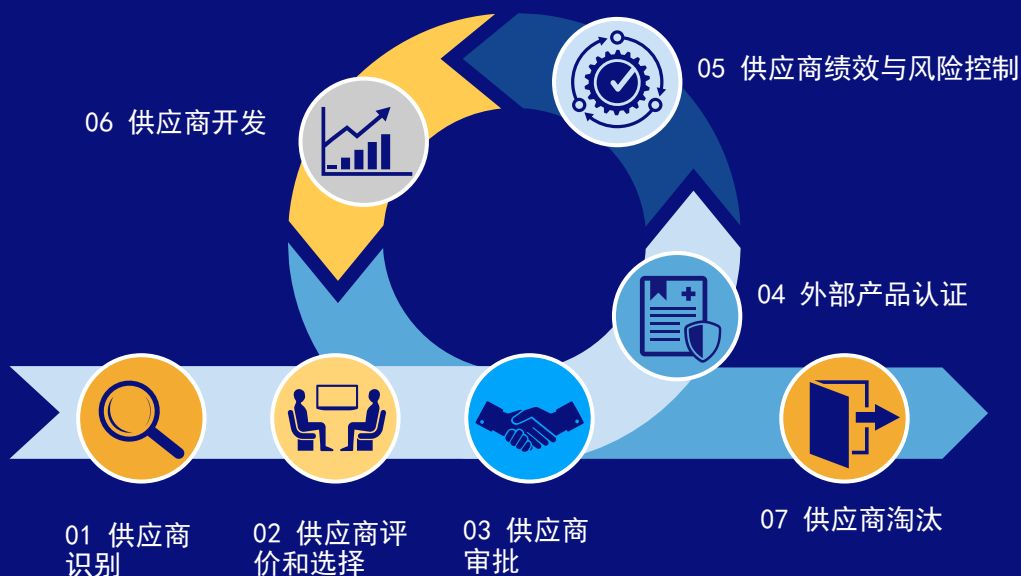 05 供应商绩效与风险控制
06 供应商开发
04 外部产品认证
01 供应商
识别
02 供应商评
价和选择
03 供应商
审批
07 供应商淘汰